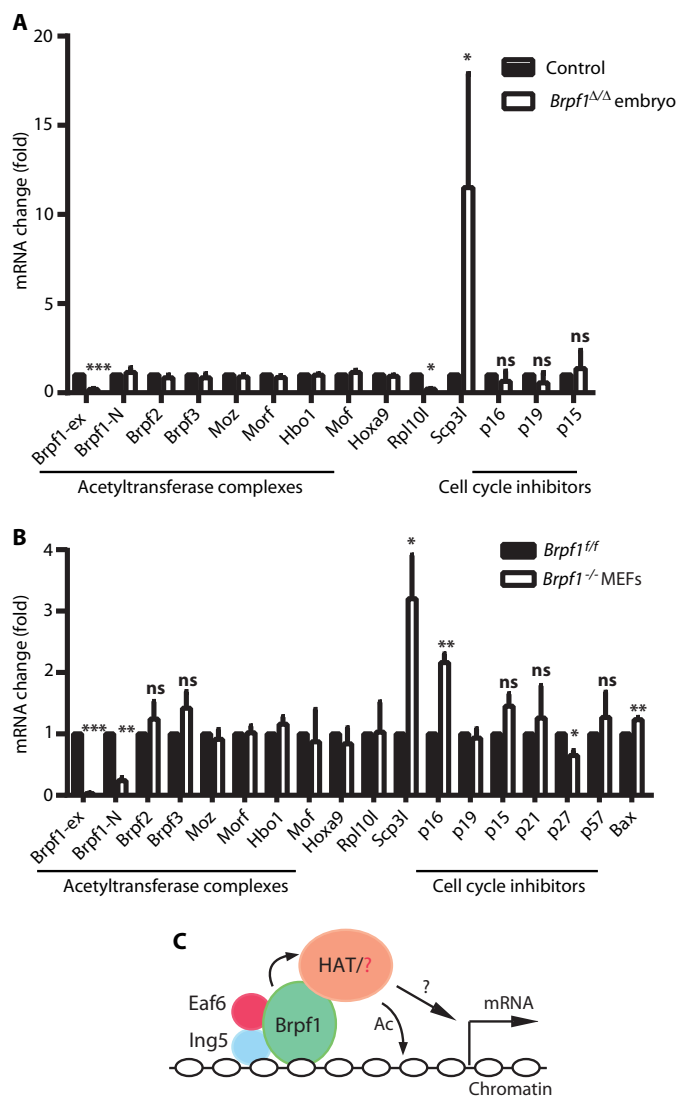 A
20
15
10
5
0
mRNA change (fold)
Control
Brpf1Δ/Δ embryo
***
*
*
ns
ns
ns
Brpf1-ex
Brpf1-N
Brpf2
Brpf3
Moz
Morf
Hbo1
Mof
Hoxa9
Rpl10l
Scp3l
p16
p19
p15
Acetyltransferase complexes
Cell cycle inhibitors
B
4
3
2
1
0
mRNA change (fold)
Brpf1f/f
Brpf1-/- MEFs
***
**
ns
ns
*
**
ns
ns
*
ns
**
Brpf1-ex
Brpf1-N
Brpf2
Brpf3
Moz
Morf
Hbo1
Mof
Hoxa9
Rpl10l
Scp3l
p16
p19
p15
p21
p27
p57
Bax
Acetyltransferase complexes
Cell cycle inhibitors
C
HAT/?
?
mRNA
Eaf6
Brpf1
Ac
Ing5
Chromatin